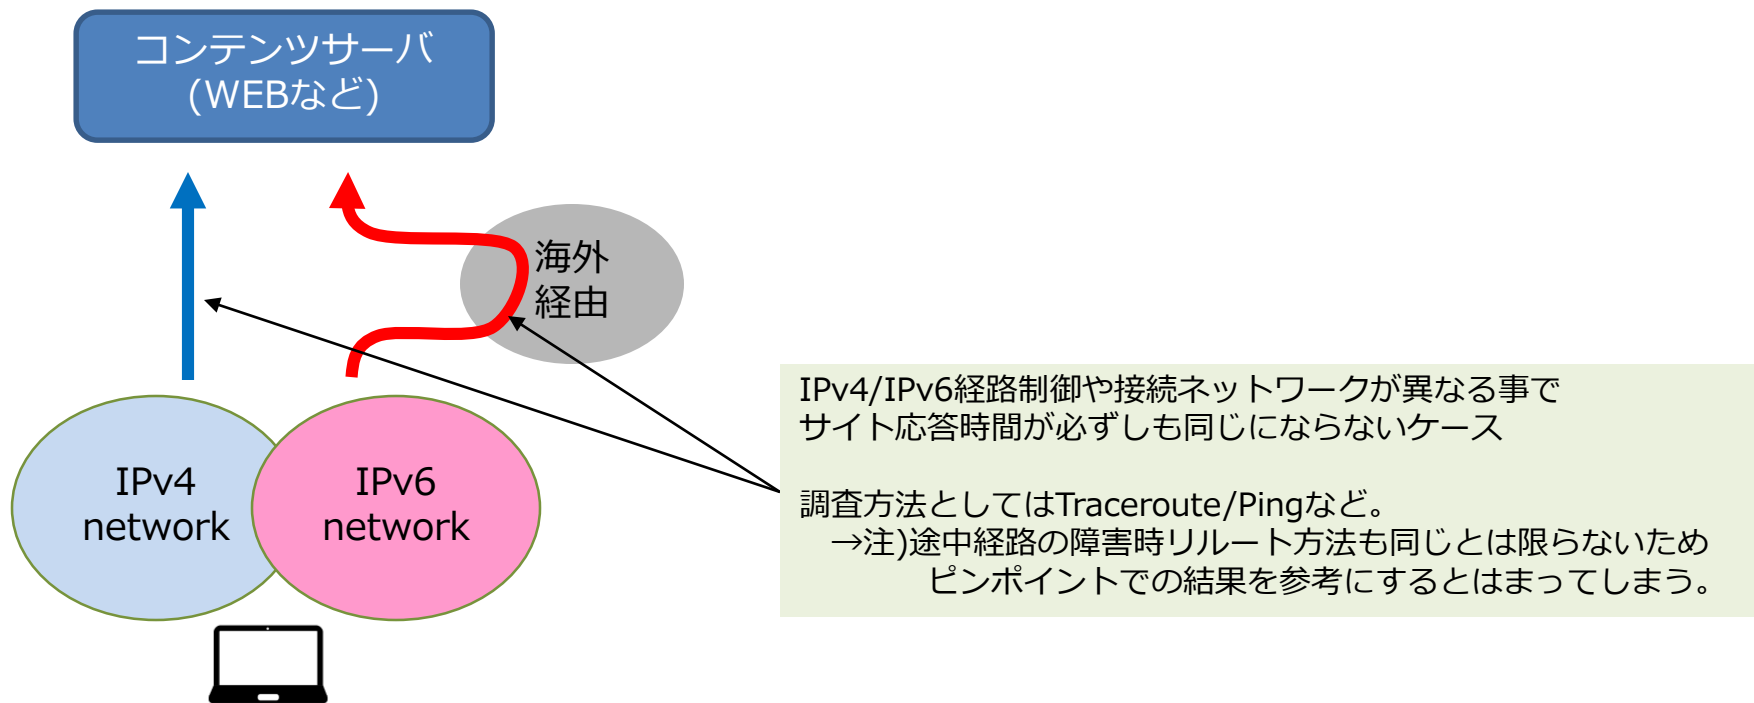 コンテンツサーバ
(WEBなど)
海外
経由
IPv4/IPv6経路制御や接続ネットワークが異なる事で
サイト応答時間が必ずしも同じにならないケース
調査方法としてはTraceroute/Pingなど。
→注)途中経路の障害時リルート方法も同じとは限らないため
ピンポイントでの結果を参考にするとはまってしまう。
IPv4
network
IPv6
network